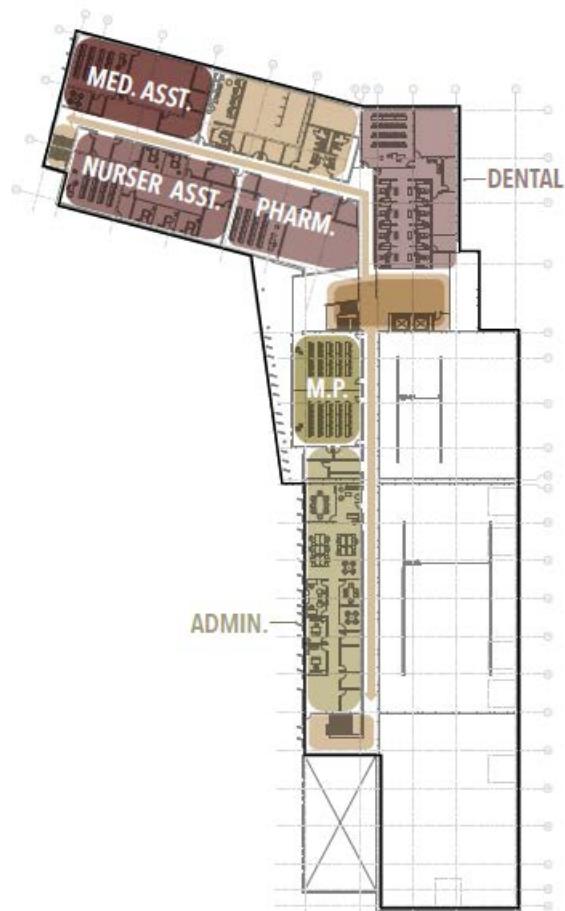 MED. ASST.
NURSER ASST.
PHARM.
DENTAL
M.P.
ADMIN.